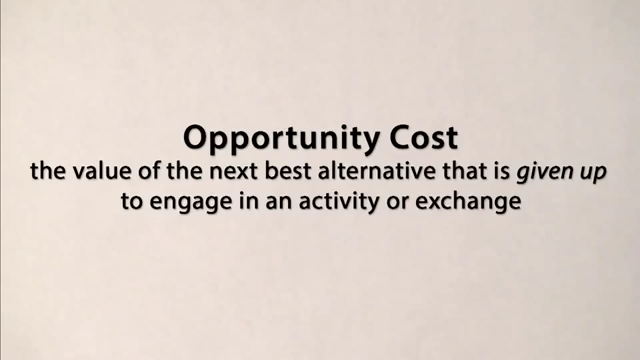 Opportunity Cost
the value of the next best alternative that is given up
to engage in an activity or exchange